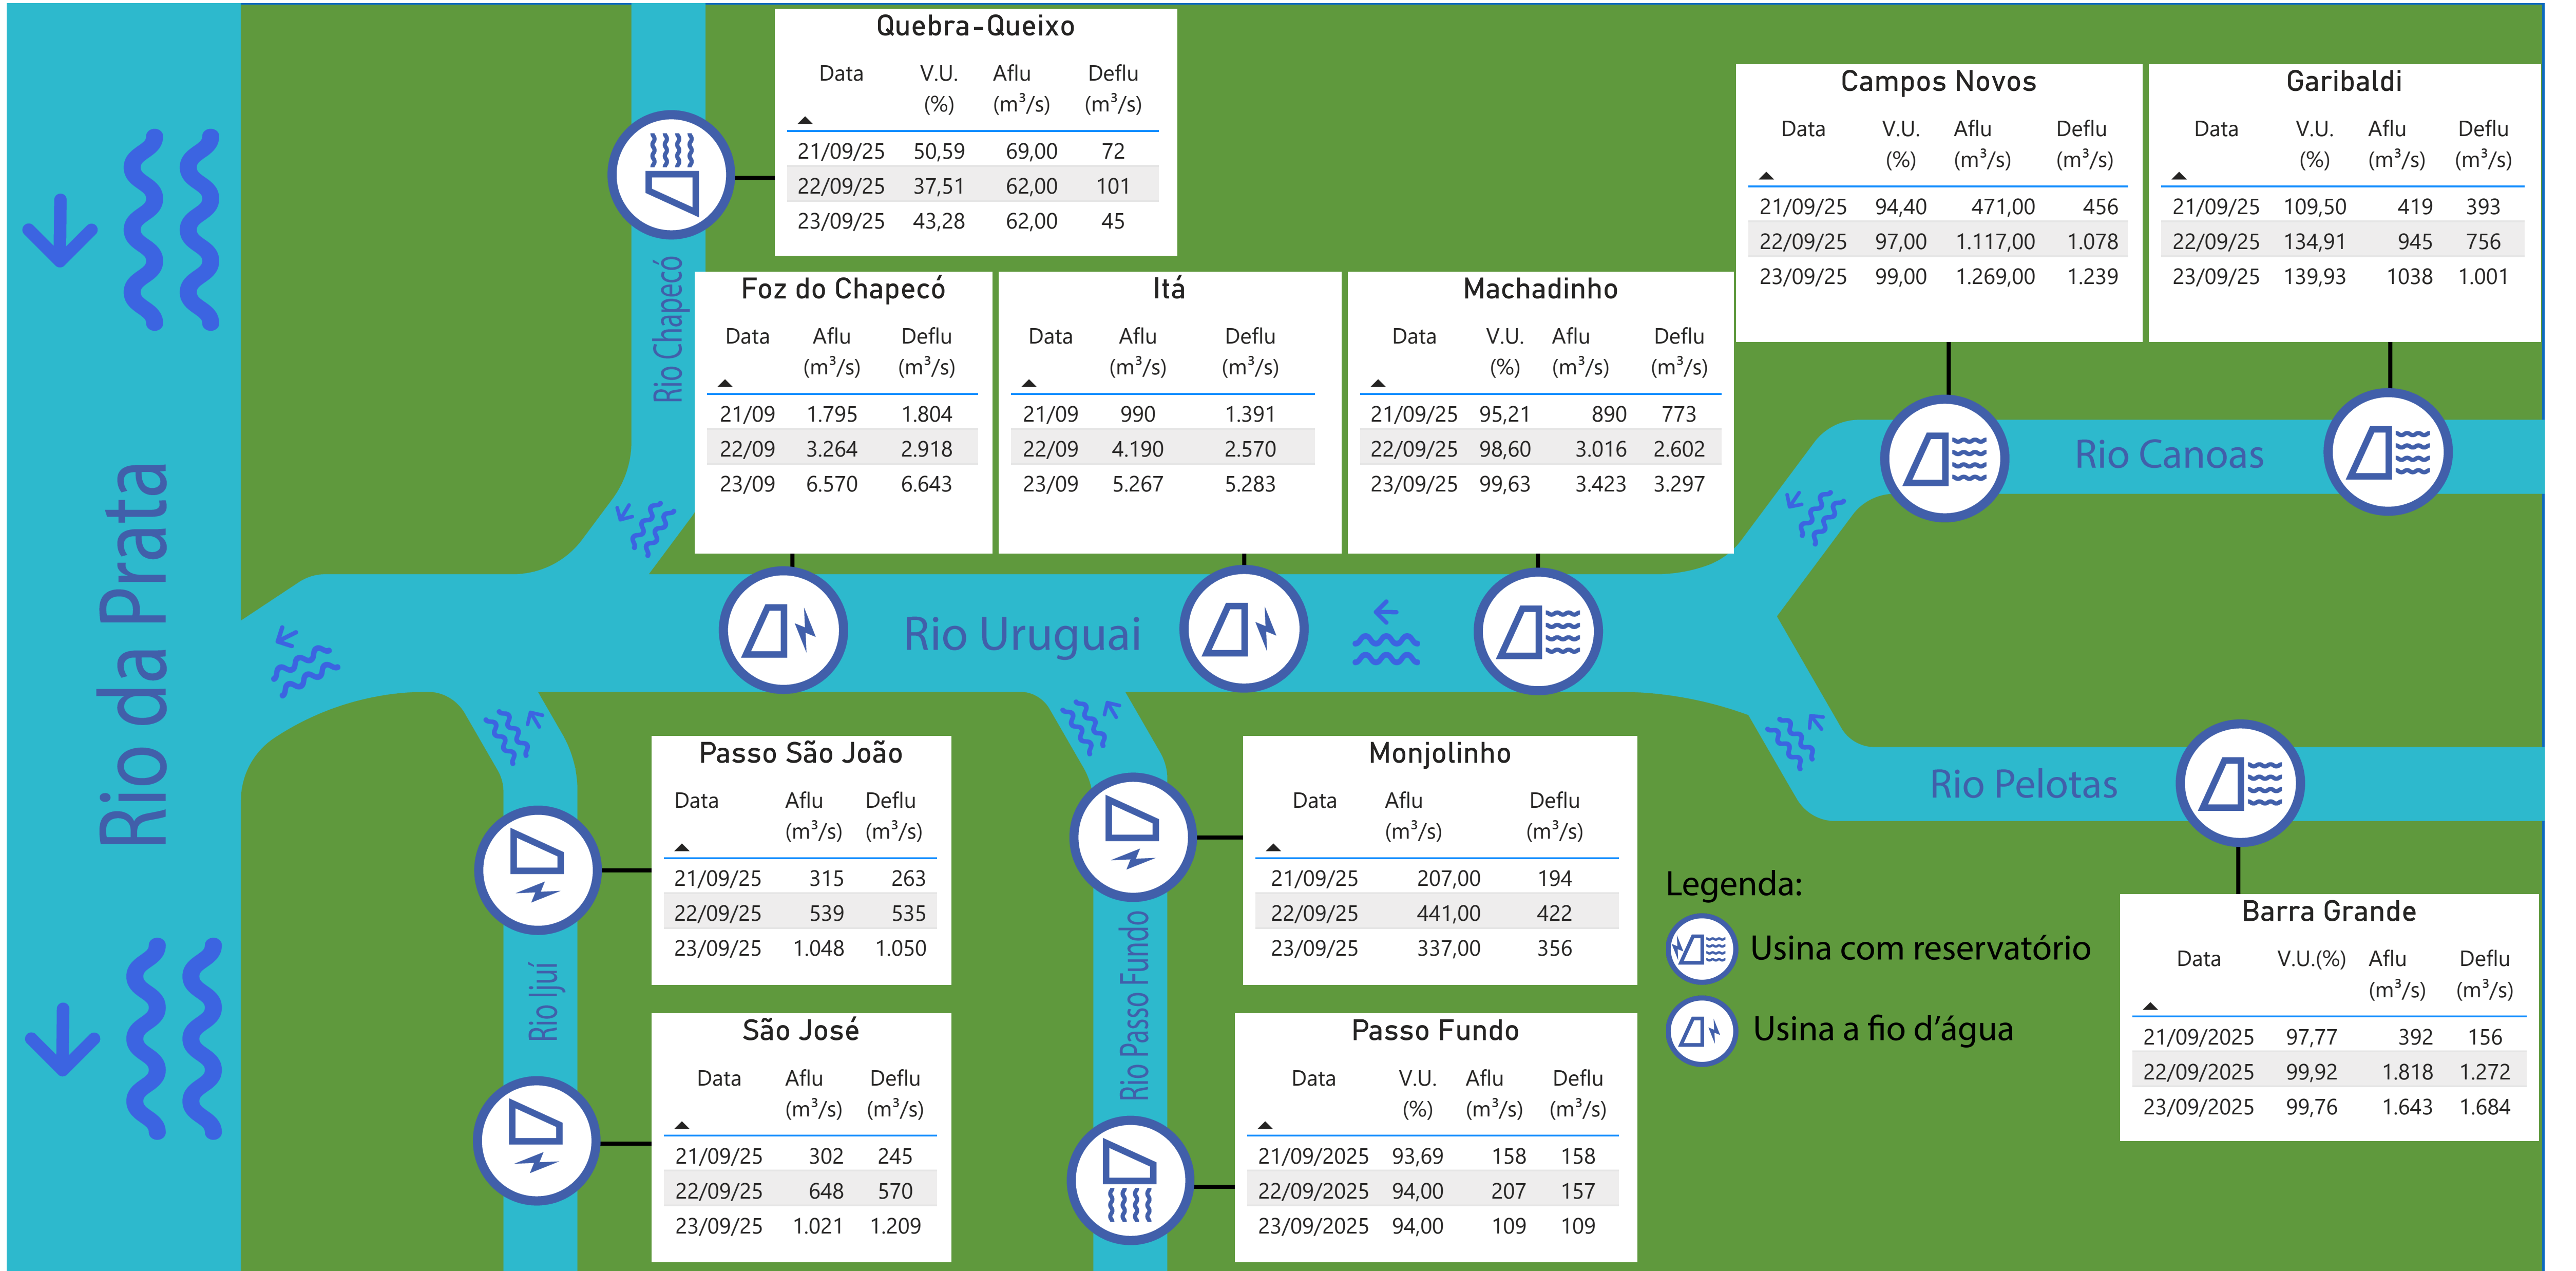 Quebra-Queixo
Data V.U. (%) Aflu (m³/s) Deflu (m³/s)
21/09/25 50,59 69,00 72
22/09/25 37,51 62,00 101
23/09/25 43,28 62,00 45
Campos Novos
Data V.U. (%) Aflu (m³/s) Deflu (m³/s)
21/09/25 94,40 471,00 456
22/09/25 97,00 1.117,00 1.078
23/09/25 99,00 1.269,00 1.239
Garibaldi
Data V.U. (%) Aflu (m³/s) Deflu (m³/s)
21/09/25 109,50 419 393
22/09/25 134,91 945 756
23/09/25 139,93 1038 1.001
Rio Chapecó
Foz do Chapecó
Data Aflu (m³/s) Deflu (m³/s)
21/09 1.795 1.804
22/09 3.264 2.918
23/09 6.570 6.643
Itá
Data Aflu (m³/s) Deflu (m³/s)
21/09 990 1.391
22/09 4.190 2.570
23/09 5.267 5.283
Machadinho
Data V.U. (%) Aflu (m³/s) Deflu (m³/s)
21/09/25 95,21 890 773
22/09/25 98,60 3.016 2.602
23/09/25 99,63 3.423 3.297
Rio Canoas
Rio da Prata
Rio Uruguai
Rio Pelotas
Passo São João
Data Aflu (m³/s) Deflu (m³/s)
21/09/25 315 263
22/09/25 539 535
23/09/25 1.048 1.050
Monjolinho
Data Aflu (m³/s) Deflu (m³/s)
21/09/25 207,00 194
22/09/25 441,00 422
23/09/25 337,00 356
Rio Ijuí
Rio Passo Fundo
São José
Data Aflu (m³/s) Deflu (m³/s)
21/09/25 302 245
22/09/25 648 570
23/09/25 1.021 1.209
Passo Fundo
Data V.U. (%) Aflu (m³/s) Deflu (m³/s)
21/09/2025 93,69 158 158
22/09/2025 94,00 207 157
23/09/2025 94,00 109 109
Legenda:
Usina com reservatório
Usina a fio d'água
Barra Grande
Data V.U.(%) Aflu (m³/s) Deflu (m³/s)
21/09/2025 97,77 392 156
22/09/2025 99,92 1.818 1.272
23/09/2025 99,76 1.643 1.684